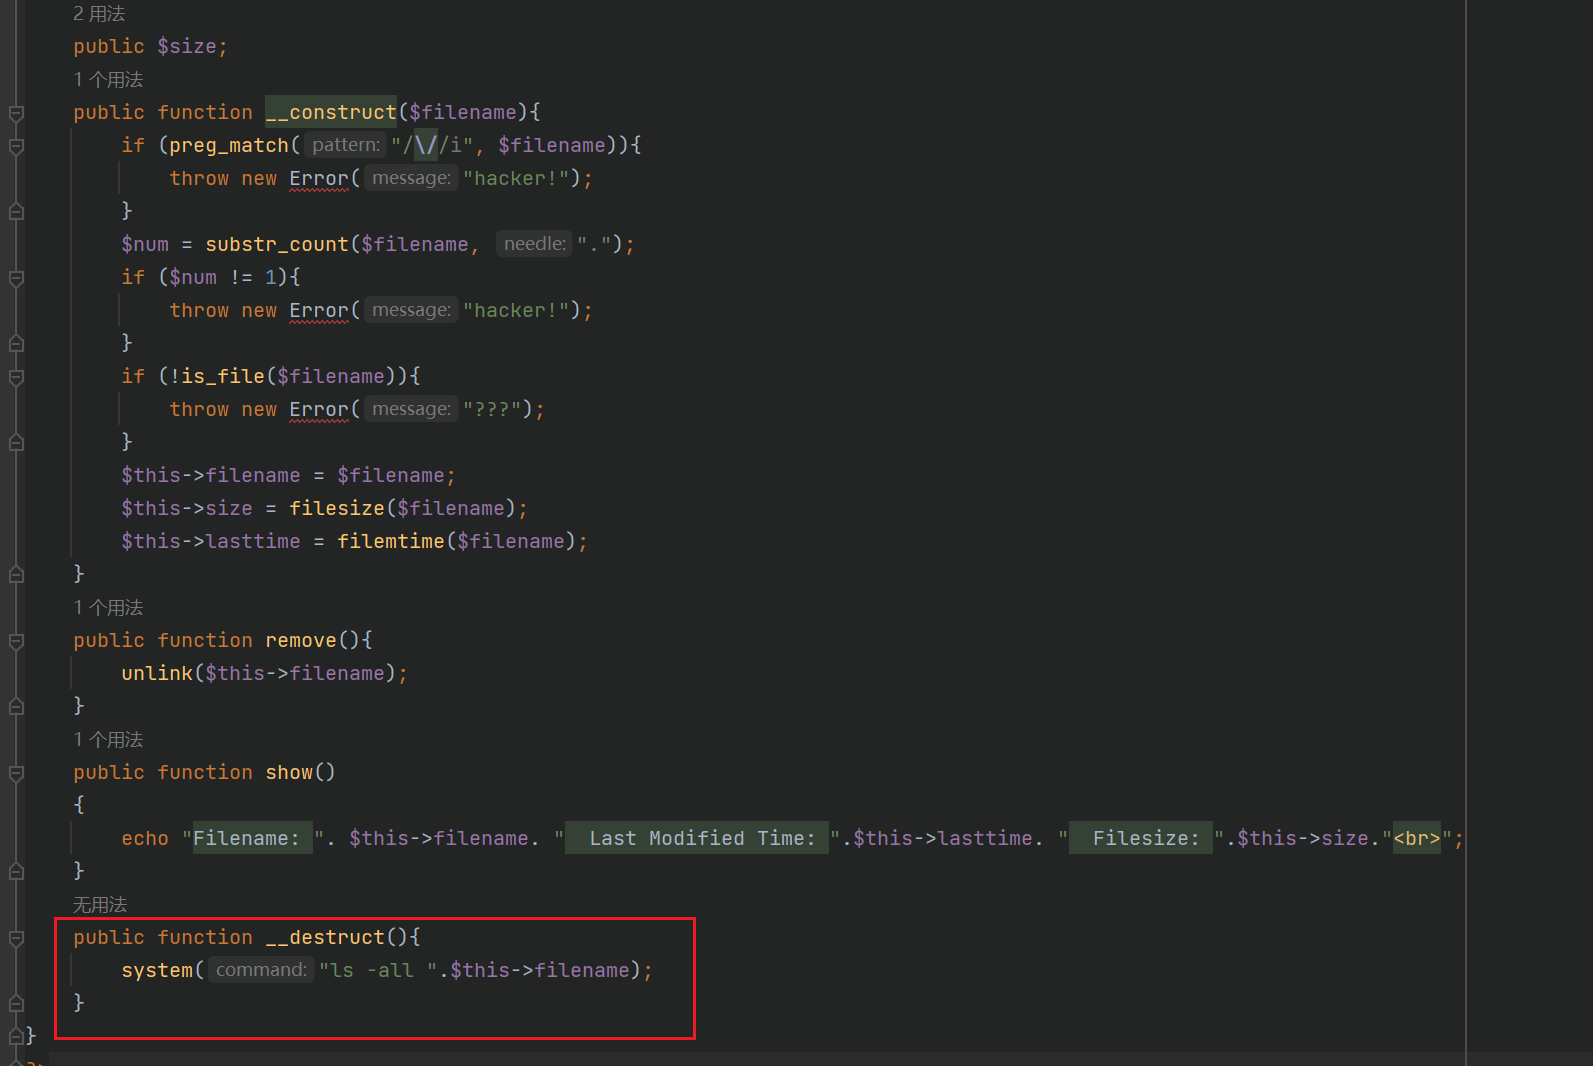 2 用法
public $size;
1 个用法
public function __construct($filename){
if (preg_match( pattern: "/\//i", $filename)){
throw new Error( message: "hacker!");
}
$num = substr_count($filename, needle: ".");
if ($num != 1){
throw new Error( message: "hacker!");
}
if (!is_file($filename)){
throw new Error( message: "???");
}
$this->filename = $filename;
$this->size = filesize($filename);
$this->lasttime = filemtime($filename);
}
1 个用法
public function remove(){
unlink($this->filename);
}
1 个用法
public function show()
{
echo "Filename: ". $this->filename. "  Last Modified Time: ".$this->lasttime. "  Filesize: ".$this->size."<br>";
}
无用法
public function __destruct(){
system( command: "ls -all ".$this->filename);
}
}